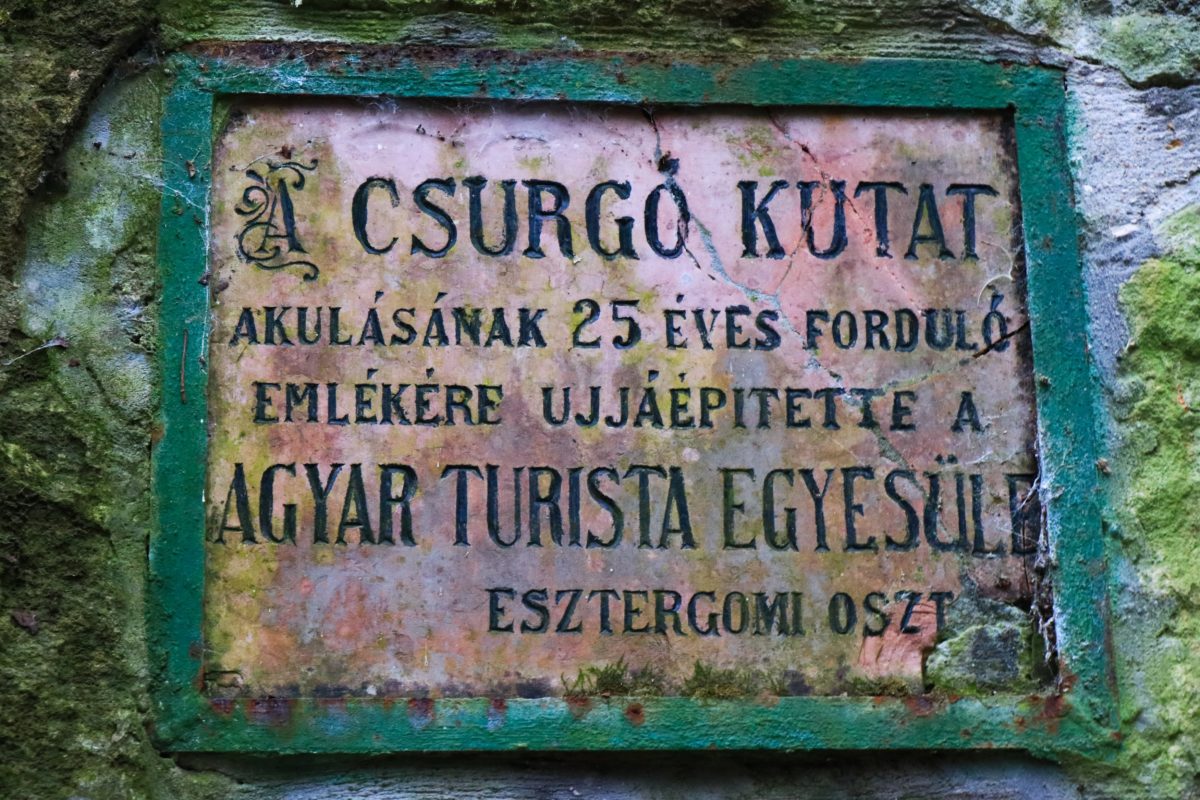 A CSURGÓ KUTAT
AKULÁSÁNAK 25 ÉVES FORDULÓ
EMLÉKÉRE UJJÁÉPITETTE A
AGYAR TURISTA EGYESÜLE
ESZTERGOMI OSZT